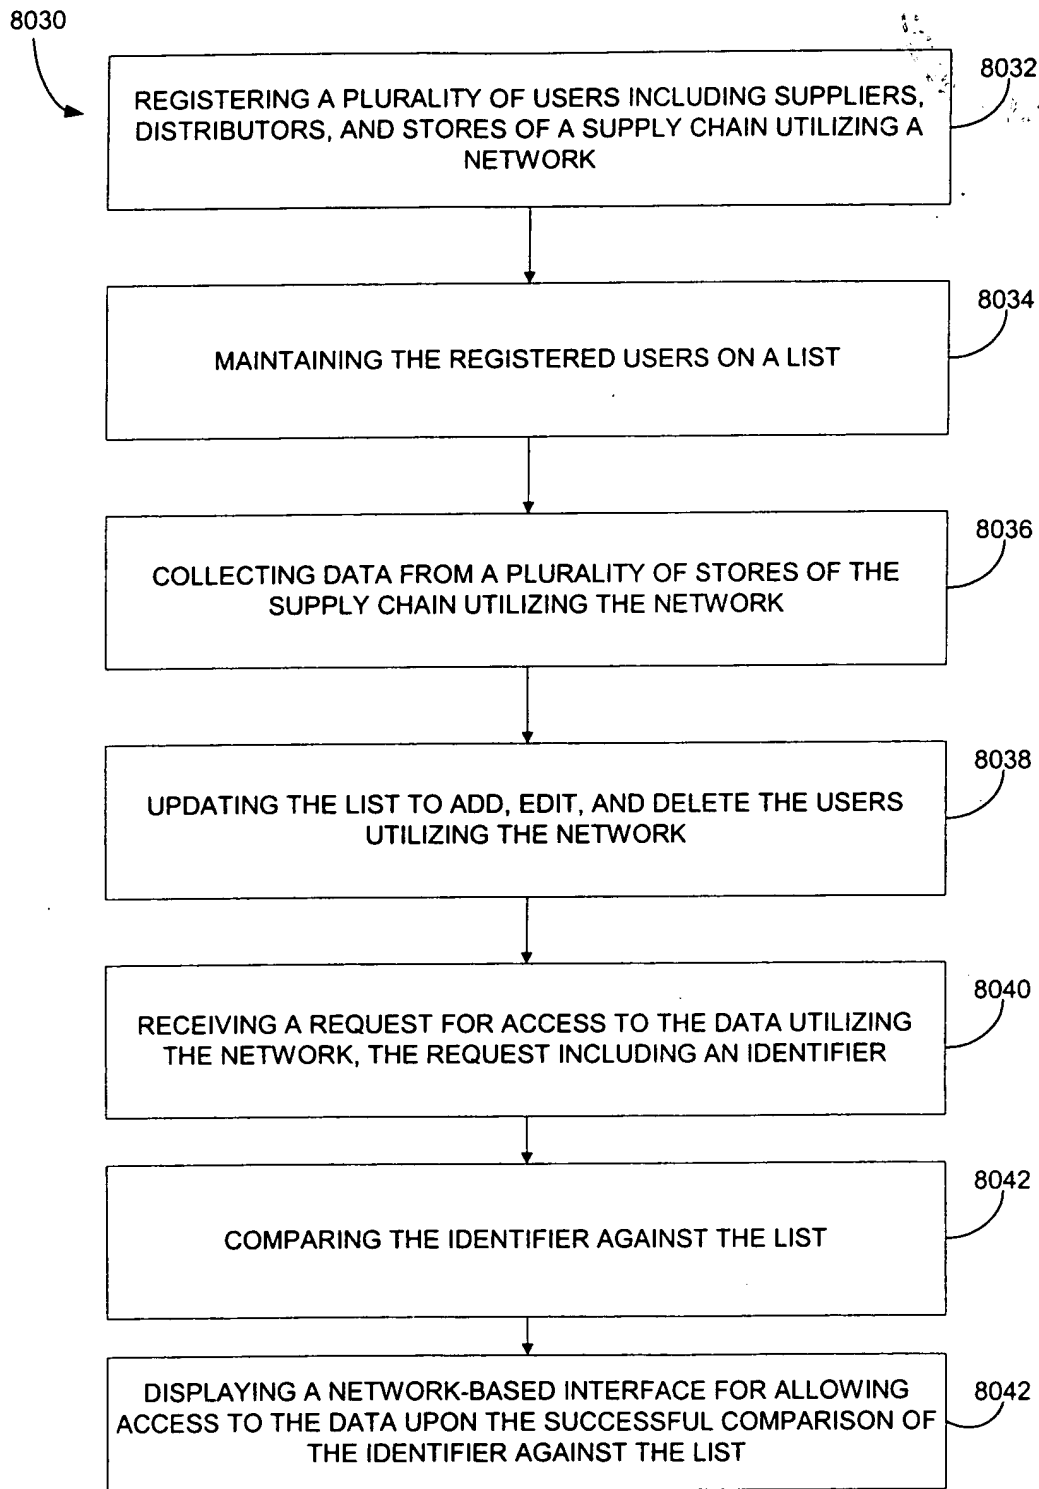 8030
8032
REGISTERING A PLURALITY OF USERS INCLUDING SUPPLIERS,
DISTRIBUTORS, AND STORES OF A SUPPLY CHAIN UTILIZING A
NETWORK
8034
MAINTAINING THE REGISTERED USERS ON A LIST
8036
COLLECTING DATA FROM A PLURALITY OF STORES OF THE
SUPPLY CHAIN UTILIZING THE NETWORK
8038
UPDATING THE LIST TO ADD, EDIT, AND DELETE THE USERS
UTILIZING THE NETWORK
8040
RECEIVING A REQUEST FOR ACCESS TO THE DATA UTILIZING
THE NETWORK, THE REQUEST INCLUDING AN IDENTIFIER
8042
COMPARING THE IDENTIFIER AGAINST THE LIST
8042
DISPLAYING A NETWORK-BASED INTERFACE FOR ALLOWING
ACCESS TO THE DATA UPON THE SUCCESSFUL COMPARISON OF
THE IDENTIFIER AGAINST THE LIST